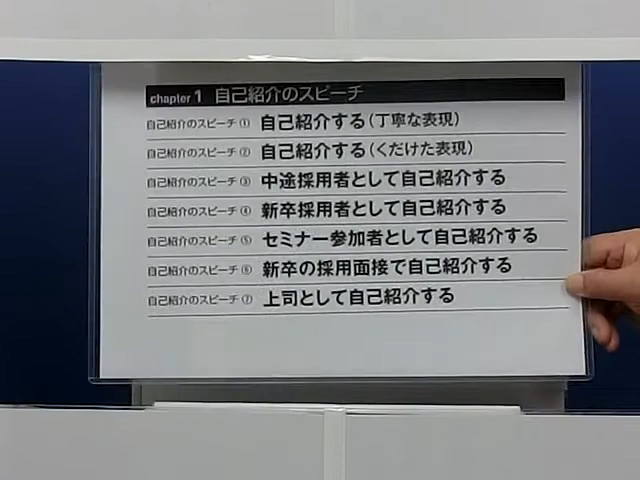 chapter 1 自己紹介のスピーチ
自己紹介のスピーチ① 自己紹介する(丁寧な表現)
自己紹介のスピーチ② 自己紹介する(くだけた表現)
自己紹介のスピーチ③ 中途採用者として自己紹介する
自己紹介のスピーチ④ 新卒採用者として自己紹介する
自己紹介のスピーチ⑤ セミナー参加者として自己紹介する
自己紹介のスピーチ⑥ 新卒の採用面接で自己紹介する
自己紹介のスピーチ⑦ 上司として自己紹介する